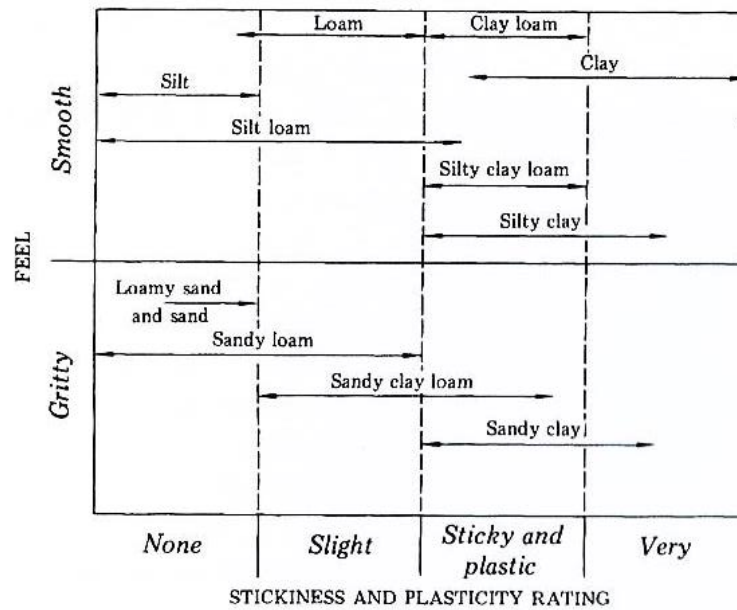 Loam
Clay loam
Clay
Silt
Silt loam
Silty clay loam
Silty clay
Smooth
FEEL
Loamy sand
and sand
Sandy loam
Sandy clay loam
Sandy clay
Gritty
None
Slight
Sticky and
plastic
Very
STICKINESS AND PLASTICITY RATING